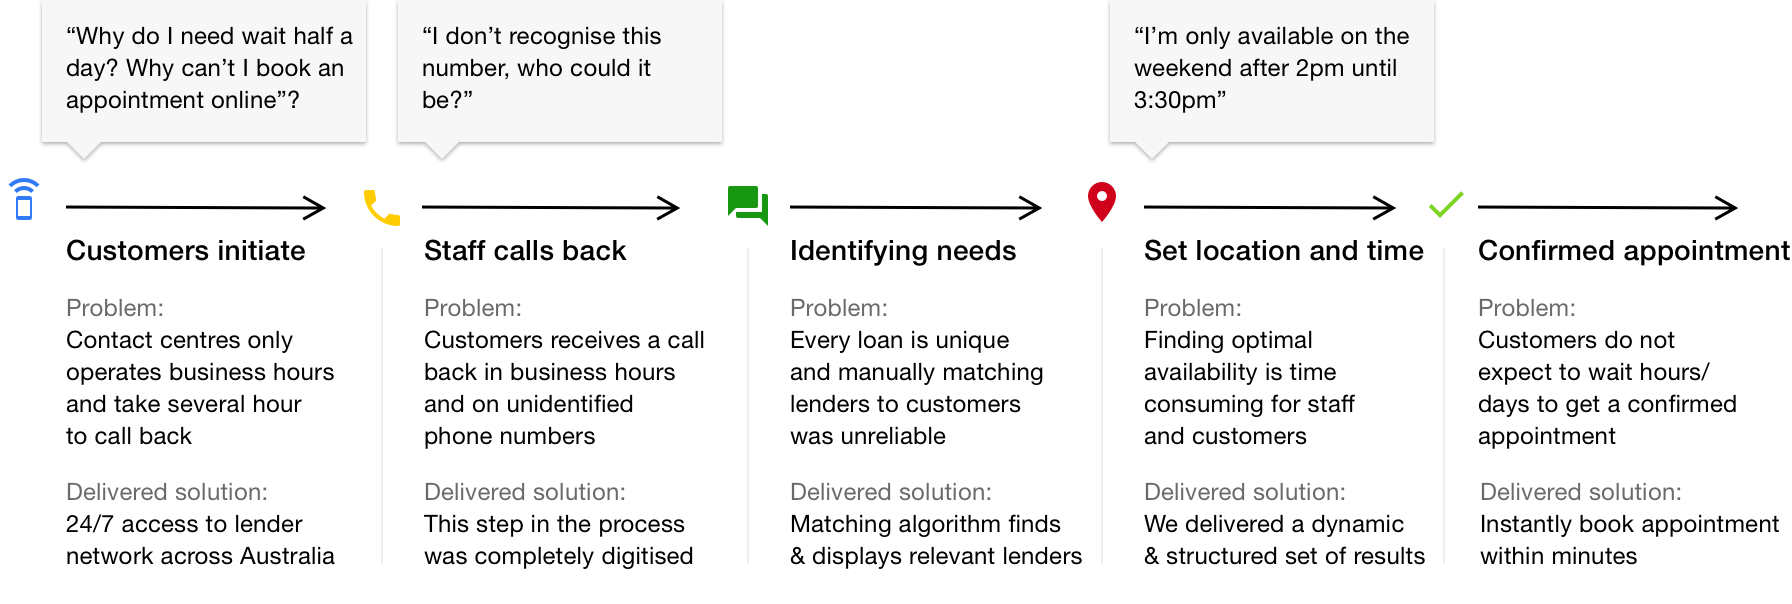 “Why do I need wait half a
day? Why can’t I book an
appointment online”?
“I don’t recognise this
number, who could it
be?”
“I’m only available on the
weekend after 2pm until
3:30pm”
Customers initiate
Problem:
Contact centres only
operates business hours
and take several hour
to call back
Delivered solution:
24/7 access to lender
network across Australia
Staff calls back
Problem:
Customers receives a call
back in business hours
and on unidentified
phone numbers
Delivered solution:
This step in the process
was completely digitised
Identifying needs
Problem:
Every loan is unique
and manually matching
lenders to customers
was unreliable
Delivered solution:
Matching algorithm finds
& displays relevant lenders
Set location and time
Problem:
Finding optimal
availability is time
consuming for staff
and customers
Delivered solution:
We delivered a dynamic
& structured set of results
Confirmed appointment
Problem:
Customers do not
expect to wait hours/
days to get a confirmed
appointment
Delivered solution:
Instantly book appointment
within minutes